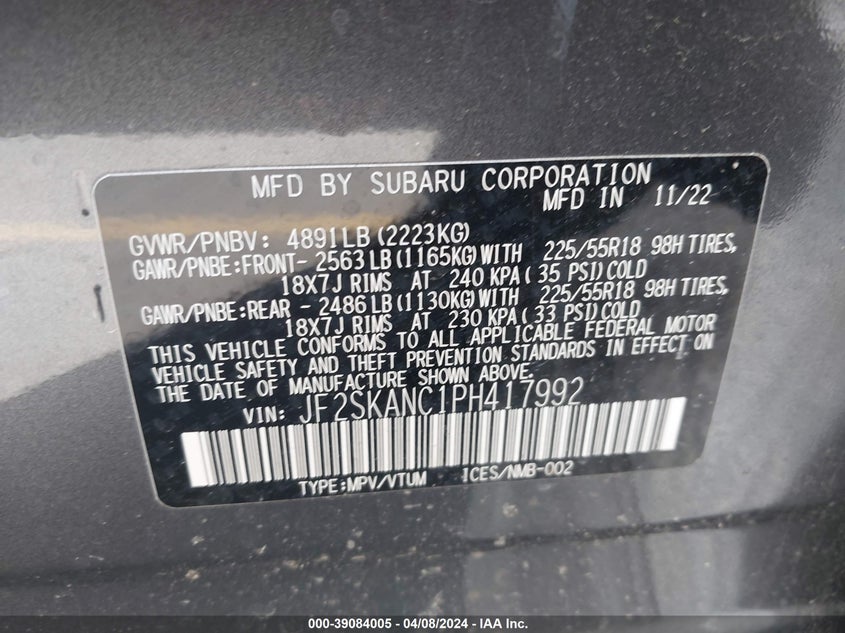 MFD BY SUBARU CORPORATION
MFD IN 11/22
GVWR/PNBV: 4891LB(2223KG)
GAWR/PNBE:FRONT- 2563LB(1165KG)WITH 225/55R18 98H TIRES,
18X7J RIMS AT 240 KPA( 35 PSI)COLD
GAWR/PNBE:REAR - 2486LB(1130KG)WITH 225/55R18 98H TIRES,
18X7J RIMS AT 230 KPA( 33 PSI)COLD
THIS VEHICLE CONFORMS TO ALL APPLICABLE FEDERAL MOTOR
VEHICLE SAFETY AND THEFT PREVENTION STANDARDS IN EFFECT ON
THE DATE OF MANUFACTURE SHOWN ABOVE.
VIN: JF2SKANC1PH417992
TYPE:MPV/VTUM ICES/NMB-002
000-39084005 - 04/08/2024 - IAA Inc.